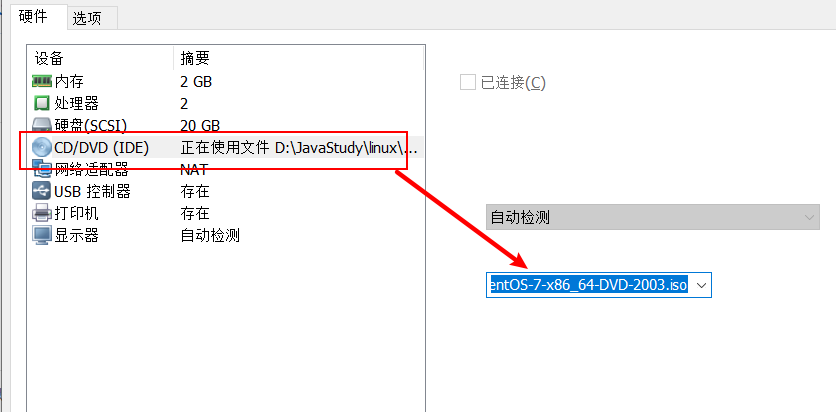 硬件 选项
设备 摘要
内存 2 GB
处理器 2
硬盘(SCSI) 20 GB
CD/DVD (IDE) 正在使用文件 D:\JavaStudy\linux\...
网络适配器 NAT
USB 控制器 存在
打印机 存在
显示器 自动检测
已连接(C)
自动检测
entOS-7-x86_64-DVD-2003.iso